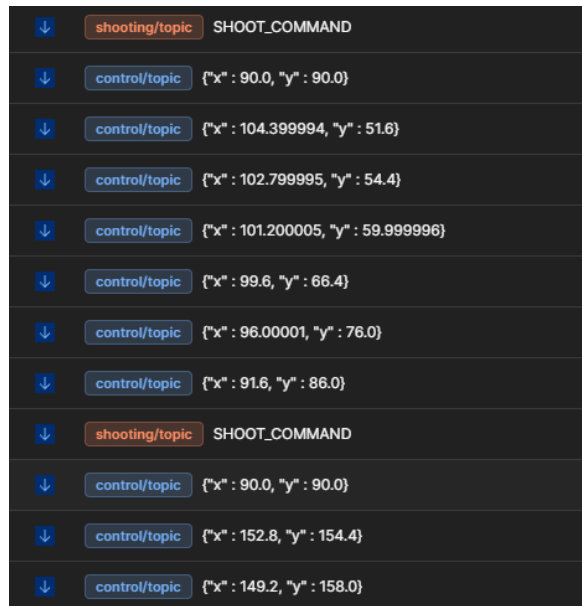 shooting/topic SHOOT_COMMAND
control/topic {"x" : 90.0, "y" : 90.0}
control/topic {"x" : 104.399994, "y" : 51.6}
control/topic {"x" : 102.799995, "y" : 54.4}
control/topic {"x" : 101.200005, "y" : 59.999996}
control/topic {"x" : 99.6, "y" : 66.4}
control/topic {"x" : 96.00001, "y" : 76.0}
control/topic {"x" : 91.6, "y" : 86.0}
shooting/topic SHOOT_COMMAND
control/topic {"x" : 90.0, "y" : 90.0}
control/topic {"x" : 152.8, "y" : 154.4}
control/topic {"x" : 149.2, "y" : 158.0}